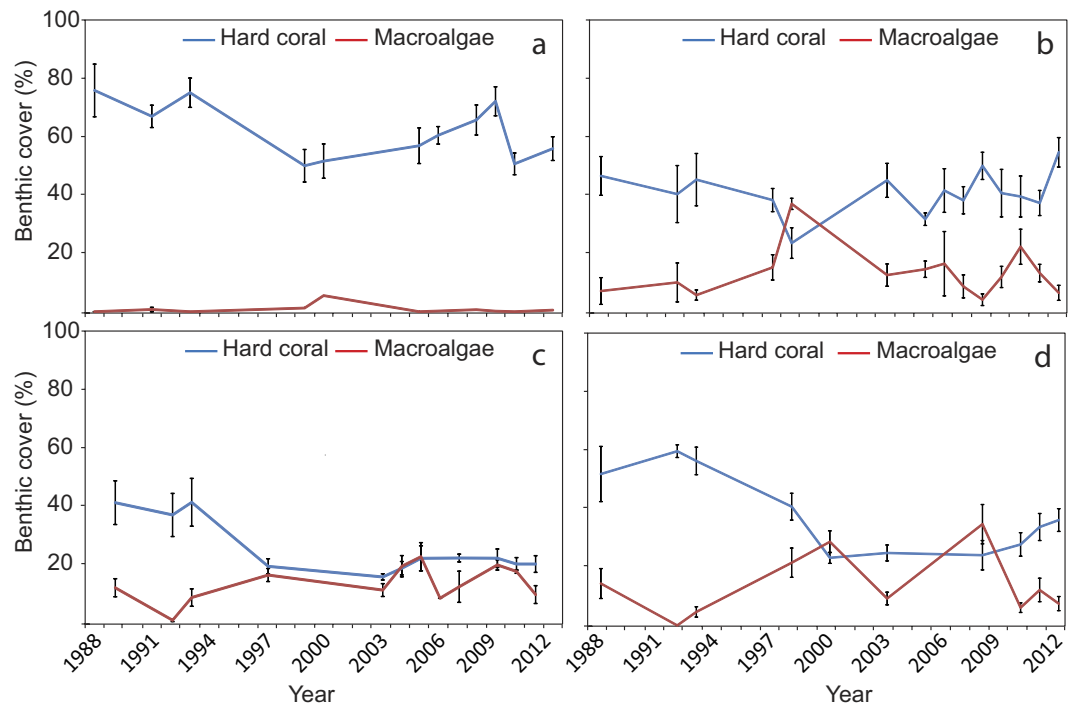 Hard coral Macroalgae a
Hard coral Macroalgae b
100
80
60
40
20
Benthic cover (%)
Hard coral Macroalgae c
Hard coral Macroalgae d
100
80
60
40
20
Benthic cover (%)
1988 1991 1994 1997 2000 2003 2006 2009 2012
Year
1988 1991 1994 1997 2000 2003 2006 2009 2012
Year